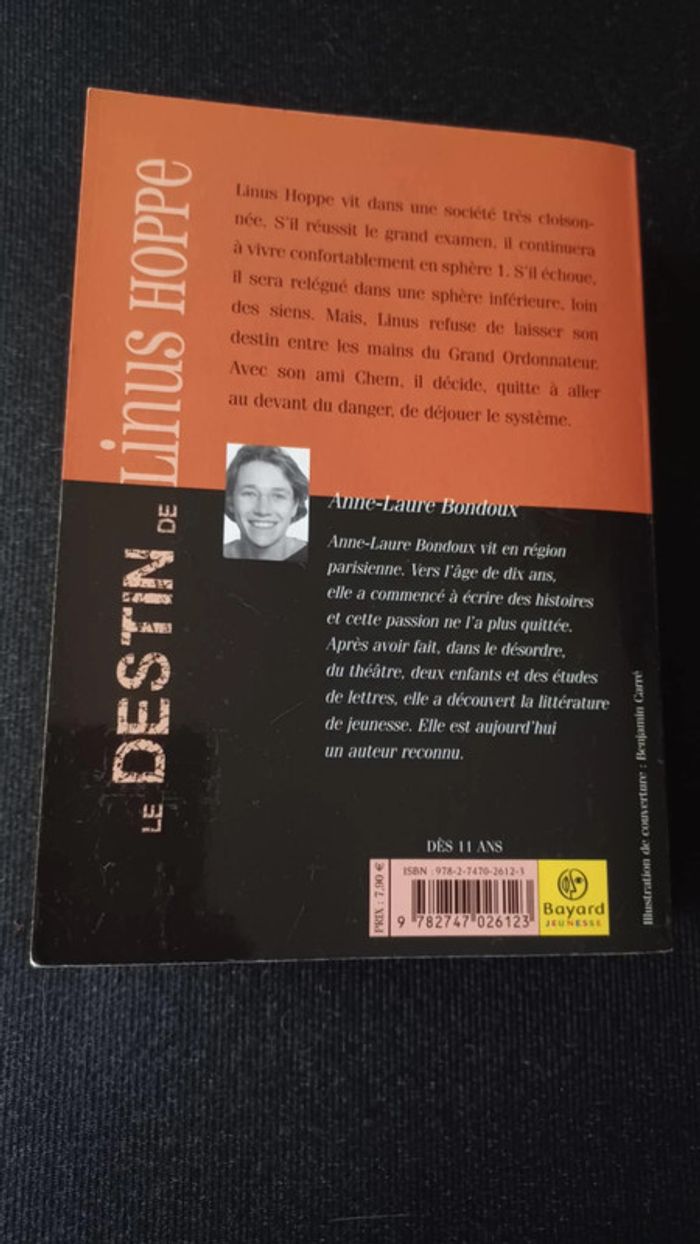 LE DESTIN DE LINUS HOPPE
Linus Hoppe vit dans une société très cloison-
née. S'il réussit le grand examen, il continuera
à vivre confortablement en sphère 1. S'il échoue,
il sera relégué dans une sphère inférieure, loin
des siens. Mais, Linus refuse de laisser son
destin entre les mains du Grand Ordonnateur.
Avec son ami Chem, il décide, quitte à aller
au devant du danger, de déjouer le système.
Anne-Laure Bondoux
Anne-Laure Bondoux vit en région
parisienne. Vers l'âge de dix ans,
elle a commencé à écrire des histoires
et cette passion ne l'a plus quittée.
Après avoir fait, dans le désordre,
du théâtre, deux enfants et des études
de lettres, elle a découvert la littérature
de jeunesse. Elle est aujourd'hui
un auteur reconnu.
Illustration de couverture : Benjamin Carré
DÈS 11 ANS
PRIX : 7,90 €
ISBN : 978-2-7470-2612-3
9 782747 026123
Bayard
JEUNESSE